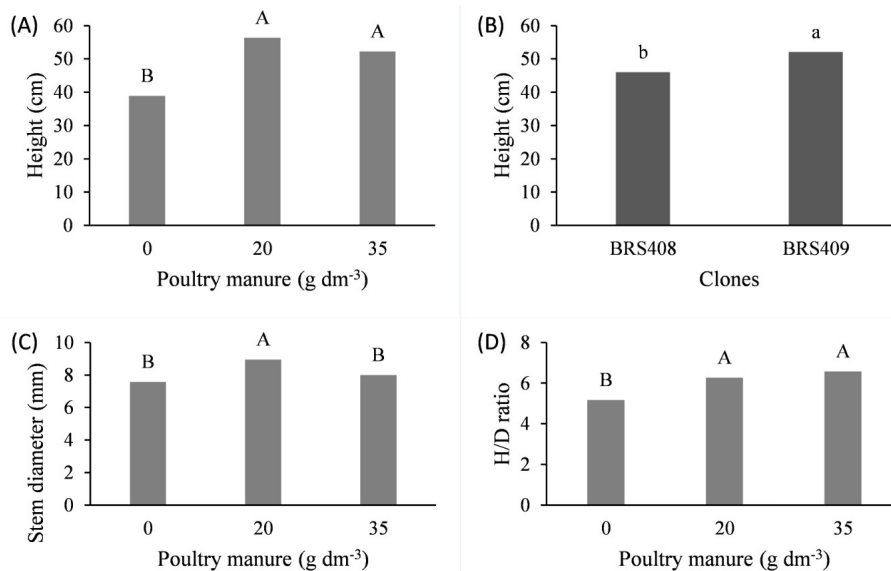 (A)
Height (cm)
60
50
40
30
20
10
0
B
A
A
0 20 35
Poultry manure (g dm-3)
(B)
Height (cm)
60
50
40
30
20
10
0
b
a
BRS408 BRS409
Clones
(C)
Stem diameter (mm)
10
8
6
4
2
0
B
A
B
0 20 35
Poultry manure (g dm-3)
(D)
H/D ratio
8
6
4
2
0
B
A
A
0 20 35
Poultry manure (g dm-3)